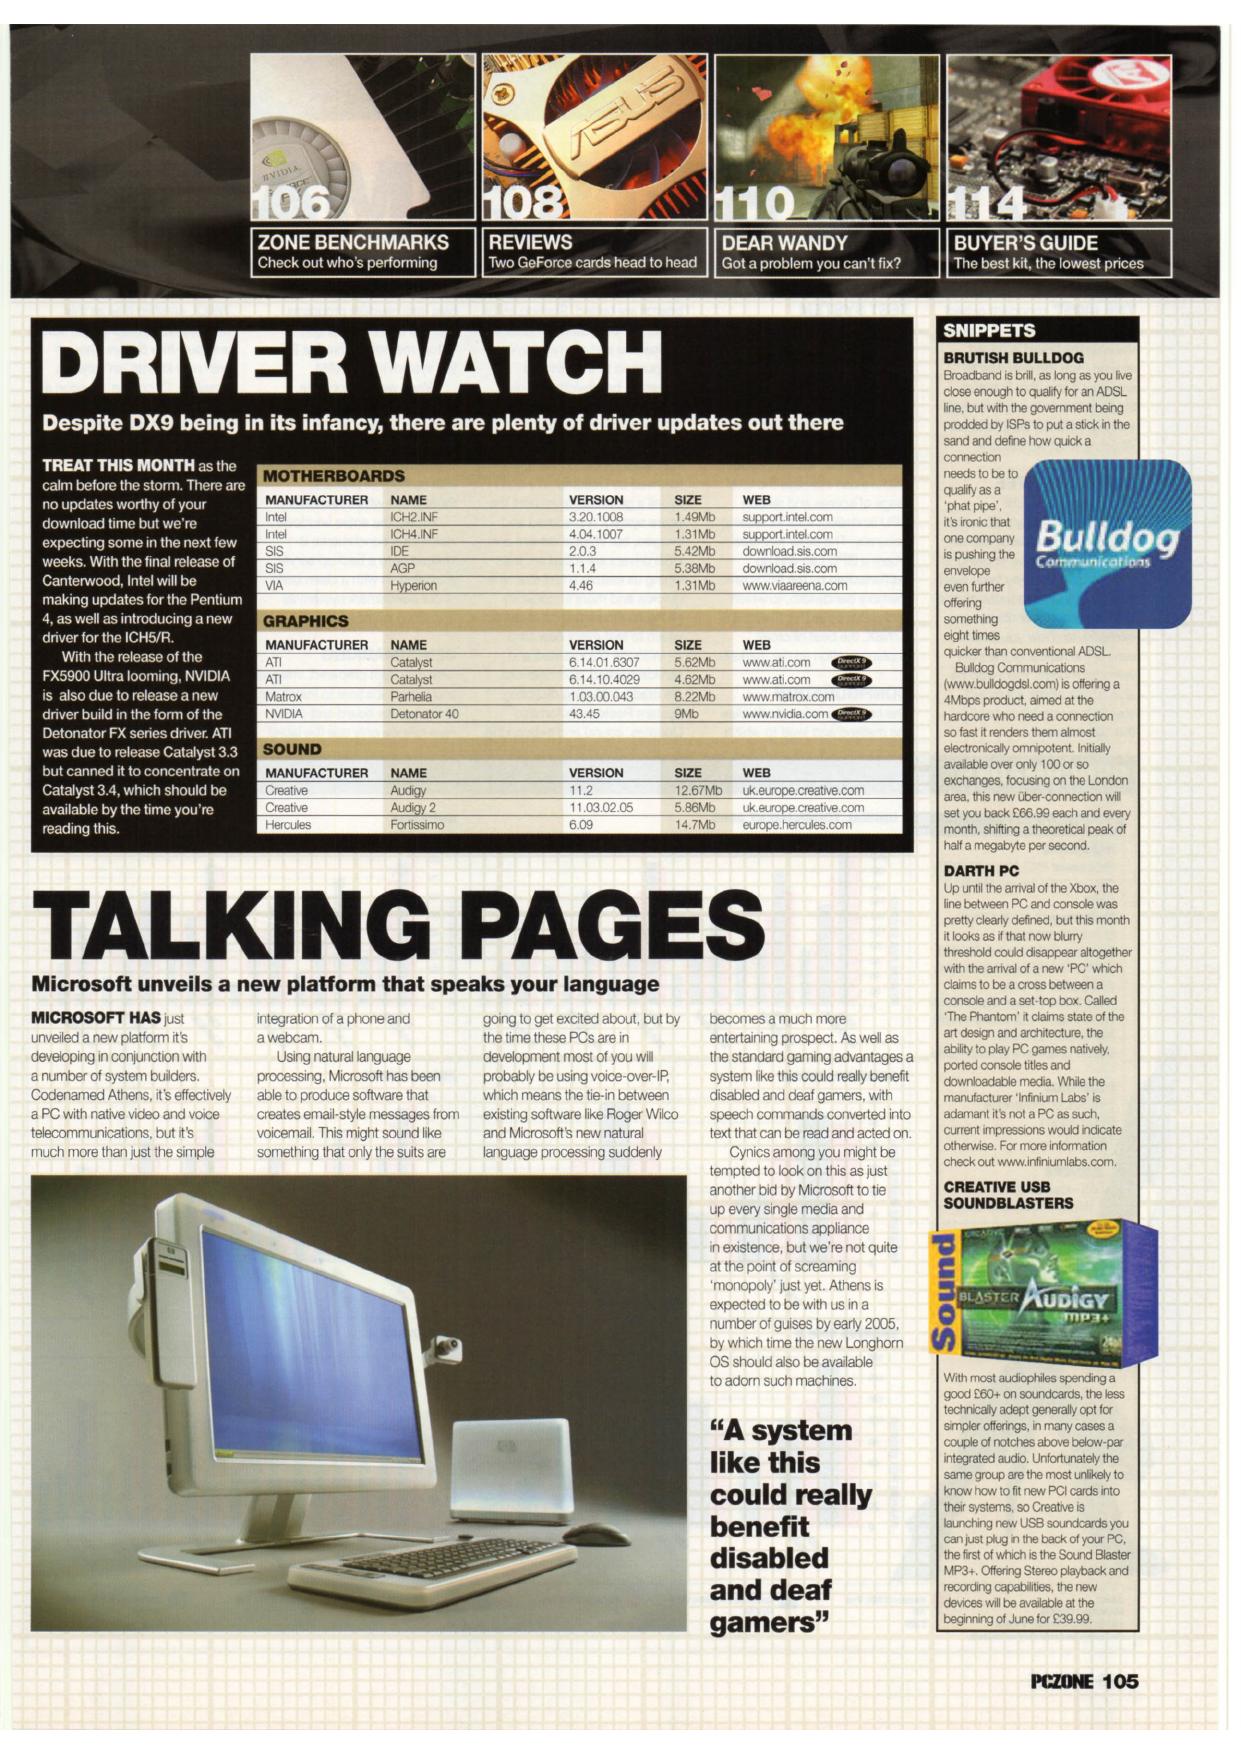 NVIDIA
106
ZONE BENCHMARKS
Check out who's performing
ASUS
108
REVIEWS
Two GeForce cards head to head
110
DEAR WANDY
Got a problem you can't fix?
114
BUYER'S GUIDE
The best kit, the lowest prices
DRIVER WATCH
Despite DX9 being in its infancy, there are plenty of driver updates out there
TREAT THIS MONTH as the
calm before the storm. There are
no updates worthy of your
download time but we're
expecting some in the next few
weeks. With the final release of
Canterwood, Intel will be
making updates for the Pentium
4, as well as introducing a new
driver for the ICH5/R.
With the release of the
FX5900 Ultra looming, NVIDIA
is also due to release a new
driver build in the form of the
Detonator FX series driver. ATI
was due to release Catalyst 3.3
but canned it to concentrate on
Catalyst 3.4, which should be
available by the time you're
reading this.
MOTHERBOARDS
MANUFACTURER NAME VERSION SIZE WEB
Intel ICH2.INF 3.20.1008 1.49Mb support.intel.com
Intel ICH4.INF 4.04.1007 1.31Mb support.intel.com
SIS IDE 2.0.3 5.42Mb download.sis.com
SIS AGP 1.1.4 5.38Mb download.sis.com
VIA Hyperion 4.46 1.31Mb www.viaareena.com
GRAPHICS
MANUFACTURER NAME VERSION SIZE WEB
ATI Catalyst 6.14.01.6307 5.62Mb www.ati.com DirectX 9
ATI Catalyst 6.14.10.4029 4.62Mb www.ati.com DirectX 9
Matrox Parhelia 1.03.00.043 8.22Mb www.matrox.com
NVIDIA Detonator 40 43.45 9Mb www.nvidia.com DirectX 9
SOUND
MANUFACTURER NAME VERSION SIZE WEB
Creative Audigy 11.2 12.67Mb uk.europe.creative.com
Creative Audigy 2 11.03.02.05 5.86Mb uk.europe.creative.com
Hercules Fortissimo 6.09 14.7Mb europe.hercules.com
TALKING PAGES
Microsoft unveils a new platform that speaks your language
MICROSOFT HAS just
unveiled a new platform it's
developing in conjunction with
a number of system builders.
Codenamed Athens, it's effectively
a PC with native video and voice
telecommunications, but it's
much more than just the simple
integration of a phone and
a webcam.
Using natural language
processing, Microsoft has been
able to produce software that
creates email-style messages from
voicemail. This might sound like
something that only the suits are
going to get excited about, but by
the time these PCs are in
development most of you will
probably be using voice-over-IP,
which means the tie-in between
existing software like Roger Wilco
and Microsoft's new natural
language processing suddenly
becomes a much more
entertaining prospect. As well as
the standard gaming advantages a
system like this could really benefit
disabled and deaf gamers, with
speech commands converted into
text that can be read and acted on.
Cynics among you might be
tempted to look on this as just
another bid by Microsoft to tie
up every single media and
communications appliance
in existence, but we're not quite
at the point of screaming
'monopoly' just yet. Athens is
expected to be with us in a
number of guises by early 2005,
by which time the new Longhorn
OS should also be available
to adorn such machines.
"A system
like this
could really
benefit
disabled
and deaf
gamers"
SNIPPETS
BRUTISH BULLDOG
Broadband is brill, as long as you live
close enough to qualify for an ADSL
line, but with the government being
prodded by ISPs to put a stick in the
sand and define how quick a
connection
needs to be to
qualify as a
'phat pipe',
it's ironic that
one company
is pushing the
envelope
even further
offering
something
eight times
quicker than conventional ADSL.
Bulldog
Communications
Bulldog Communications
(www.bulldogdsl.com) is offering a
4Mbps product, aimed at the
hardcore who need a connection
so fast it renders them almost
electronically omnipotent. Initially
available over only 100 or so
exchanges, focusing on the London
area, this new über-connection will
set you back £66.99 each and every
month, shifting a theoretical peak of
half a megabyte per second.
DARTH PC
Up until the arrival of the Xbox, the
line between PC and console was
pretty clearly defined, but this month
it looks as if that now blurry
threshold could disappear altogether
with the arrival of a new 'PC' which
claims to be a cross between a
console and a set-top box. Called
'The Phantom' it claims state of the
art design and architecture, the
ability to play PC games natively,
ported console titles and
downloadable media. While the
manufacturer 'Infinium Labs' is
adamant it's not a PC as such,
current impressions would indicate
otherwise. For more information
check out www.infiniumlabs.com.
CREATIVE USB
SOUNDBLASTERS
CREATIVE
Sound
BLASTER AUDIGY
MP3+
With most audiophiles spending a
good £60+ on soundcards, the less
technically adept generally opt for
simpler offerings, in many cases a
couple of notches above below-par
integrated audio. Unfortunately the
same group are the most unlikely to
know how to fit new PCI cards into
their systems, so Creative is
launching new USB soundcards you
can just plug in the back of your PC,
the first of which is the Sound Blaster
MP3+. Offering Stereo playback and
recording capabilities, the new
devices will be available at the
beginning of June for £39.99.
PCZONE 105